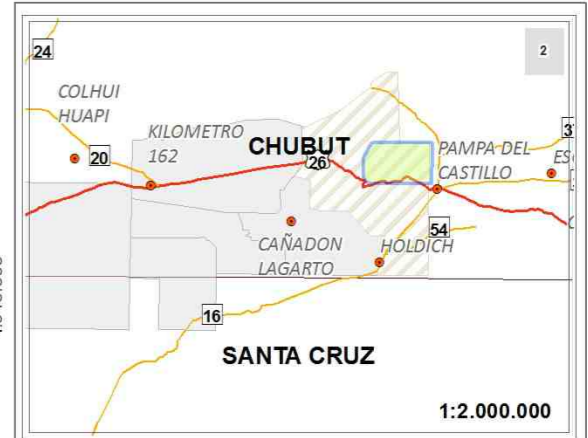 24
2
COLHUI
HUAPI
KILOMETRO
162
CHUBUT
26
20
PAMPA DEL
CASTILLO
54
CAÑADON
LAGARTO
HOLDICH
16
SANTA CRUZ
1:2.000.000